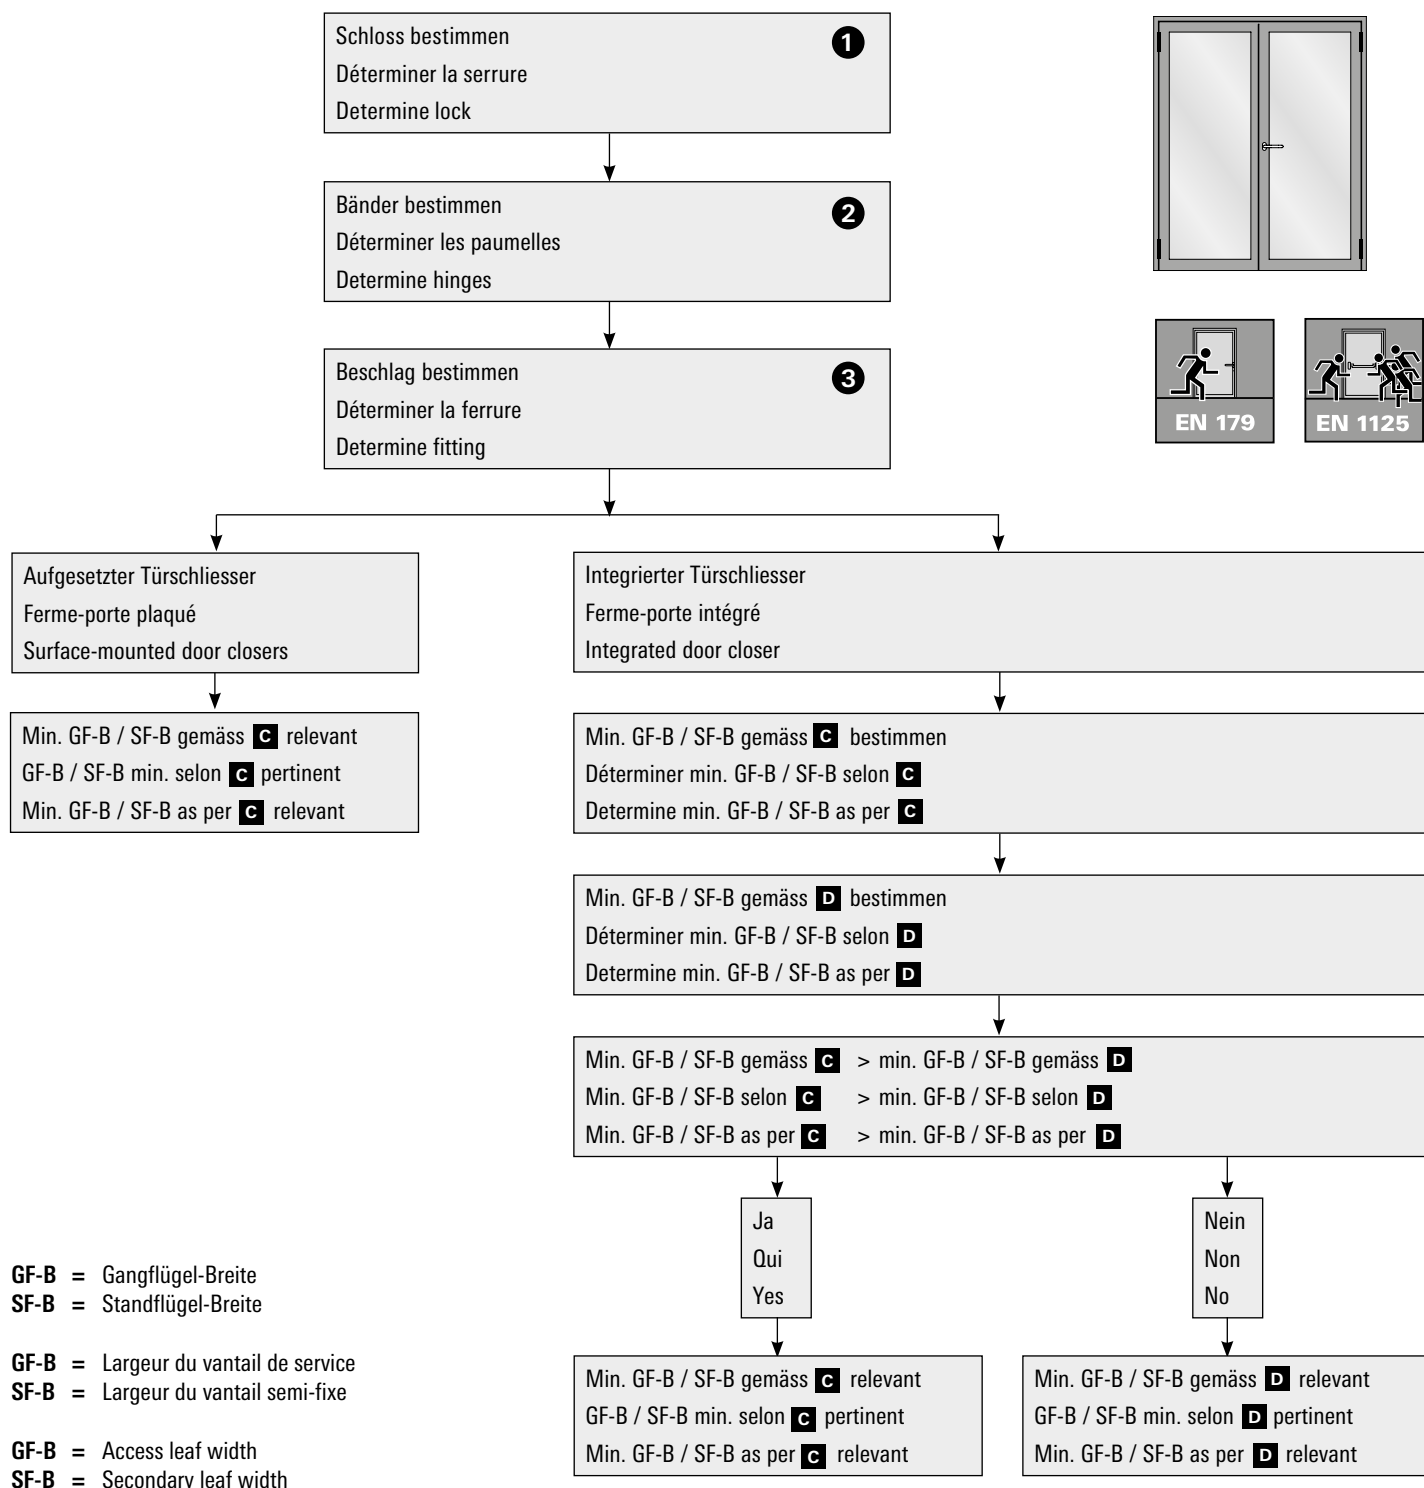 Schloss bestimmen
Déterminer la serrure
Determine lock
1
Bänder bestimmen
Déterminer les paumelles
Determine hinges
2
Beschlag bestimmen
Déterminer la ferrure
Determine fitting
3
EN 179
EN 1125
Aufgesetzter Türschliesser
Ferme-porte plaqué
Surface-mounted door closers
Integrierter Türschliesser
Ferme-porte intégré
Integrated door closer
Min. GF-B / SF-B gemäss C relevant
GF-B / SF-B min. selon C pertinent
Min. GF-B / SF-B as per C relevant
Min. GF-B / SF-B gemäss C bestimmen
Déterminer min. GF-B / SF-B selon C
Determine min. GF-B / SF-B as per C
Min. GF-B / SF-B gemäss D bestimmen
Déterminer min. GF-B / SF-B selon D
Determine min. GF-B / SF-B as per D
Min. GF-B / SF-B gemäss C > min. GF-B / SF-B gemäss D
Min. GF-B / SF-B selon C > min. GF-B / SF-B selon D
Min. GF-B / SF-B as per C > min. GF-B / SF-B as per D
Ja
Qui
Yes
Nein
Non
No
Min. GF-B / SF-B gemäss C relevant
GF-B / SF-B min. selon C pertinent
Min. GF-B / SF-B as per C relevant
Min. GF-B / SF-B gemäss D relevant
GF-B / SF-B min. selon D pertinent
Min. GF-B / SF-B as per D relevant
GF-B = Gangflügel-Breite
SF-B = Standflügel-Breite
GF-B = Largeur du vantail de service
SF-B = Largeur du vantail semi-fixe
GF-B = Access leaf width
SF-B = Secondary leaf width